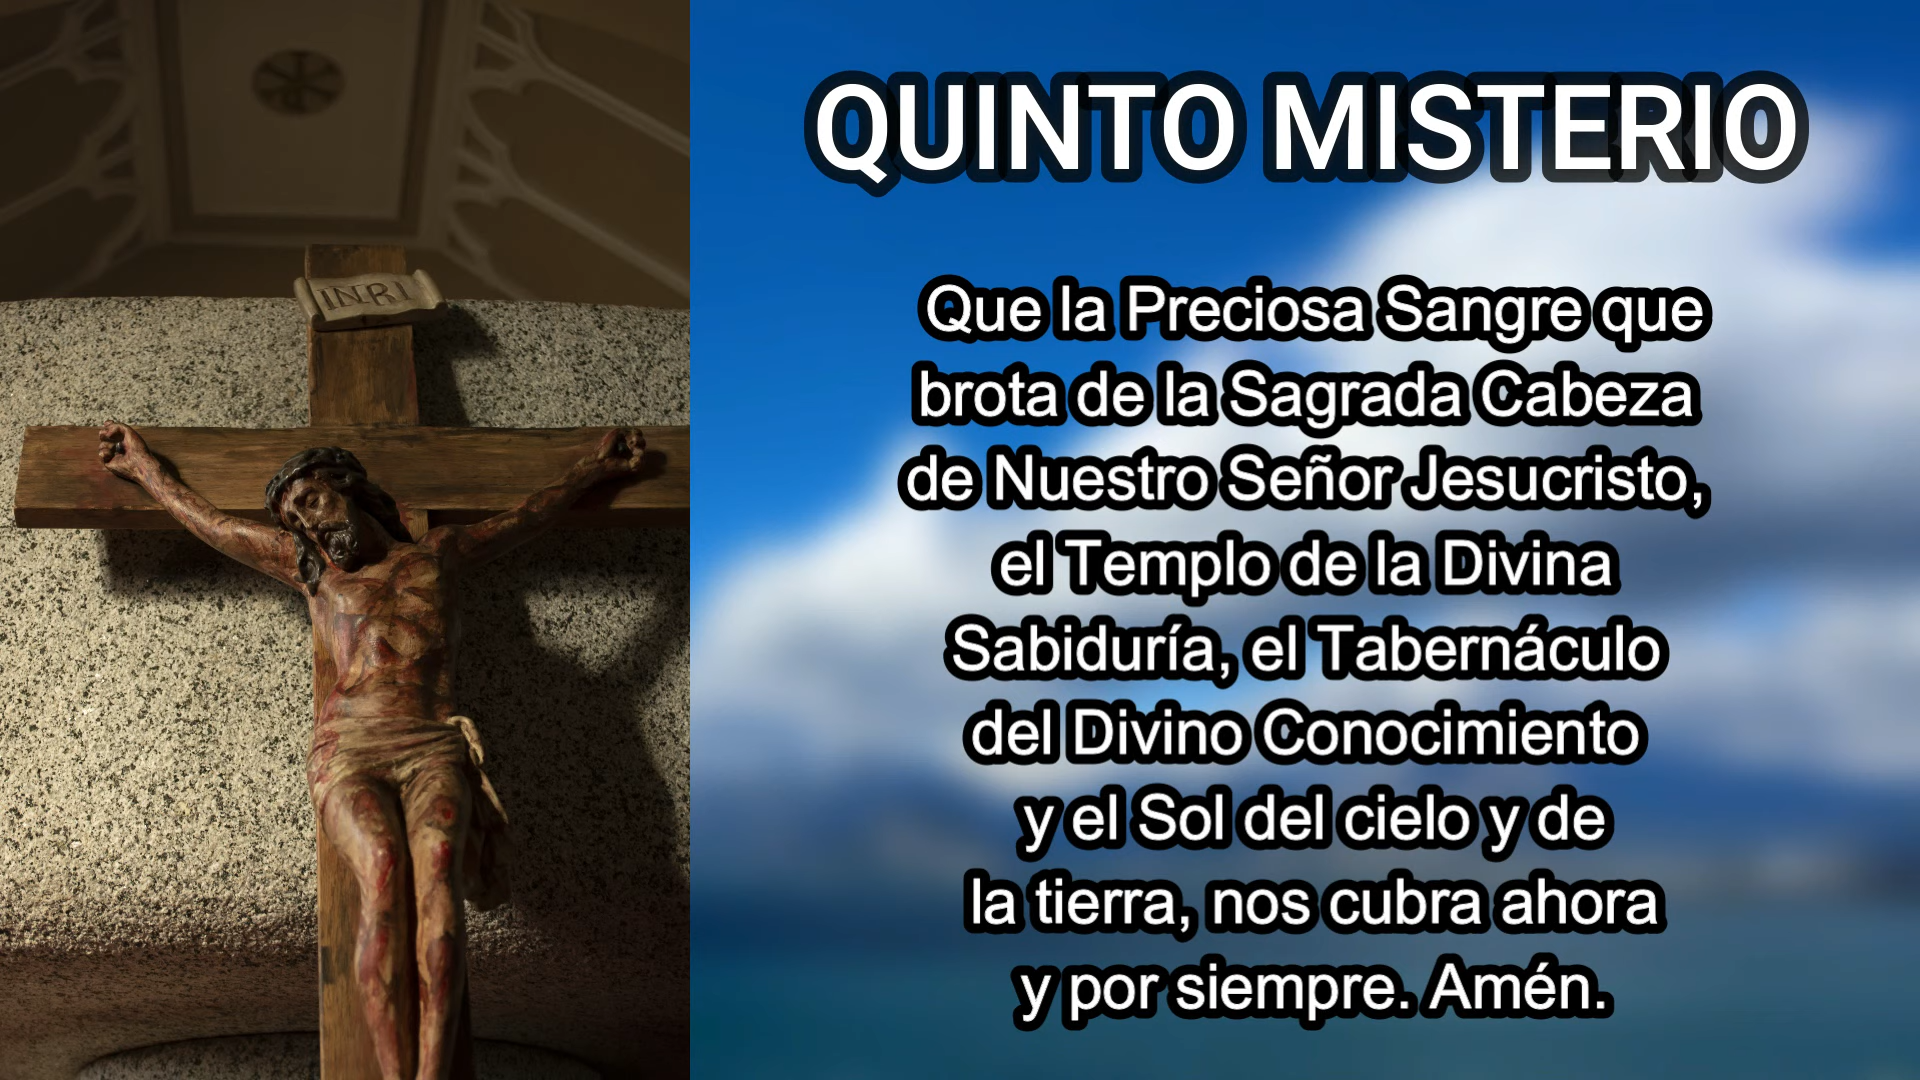 INRI
QUINTO MISTERIO
Que la Preciosa Sangre que
brota de la Sagrada Cabeza
de Nuestro Señor Jesucristo,
el Templo de la Divina
Sabiduría, el Tabernáculo
del Divino Conocimiento
y el Sol del cielo y de
la tierra, nos cubra ahora
y por siempre. Amén.